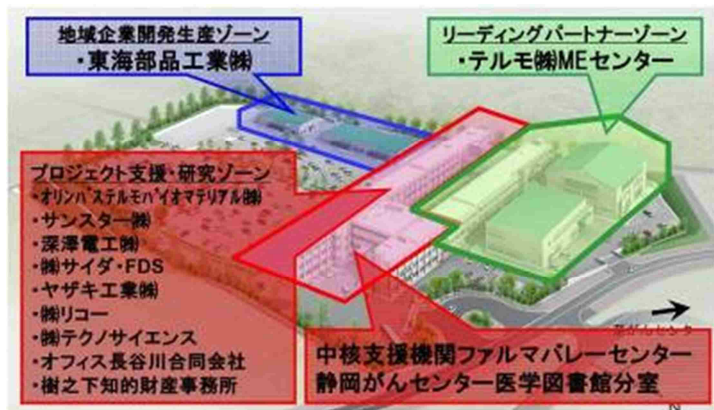 地域企業開発生産ゾーン
・東海部品工業㈱
リーディングパートナーゾーン
・テルモ㈱MEセンター
プロジェクト支援・研究ゾーン
・オリンパステルモバイオマテリアル㈱
・サンスター㈱
・深澤電工㈱
・㈱サイダ・FDS
・ヤザキ工業㈱
・㈱リコー
・㈱テクノサイエンス
・オフィス長谷川合同会社
・樹之下知的財産事務所
中核支援機関ファルマバレーセンター
静岡がんセンター医学図書館分室